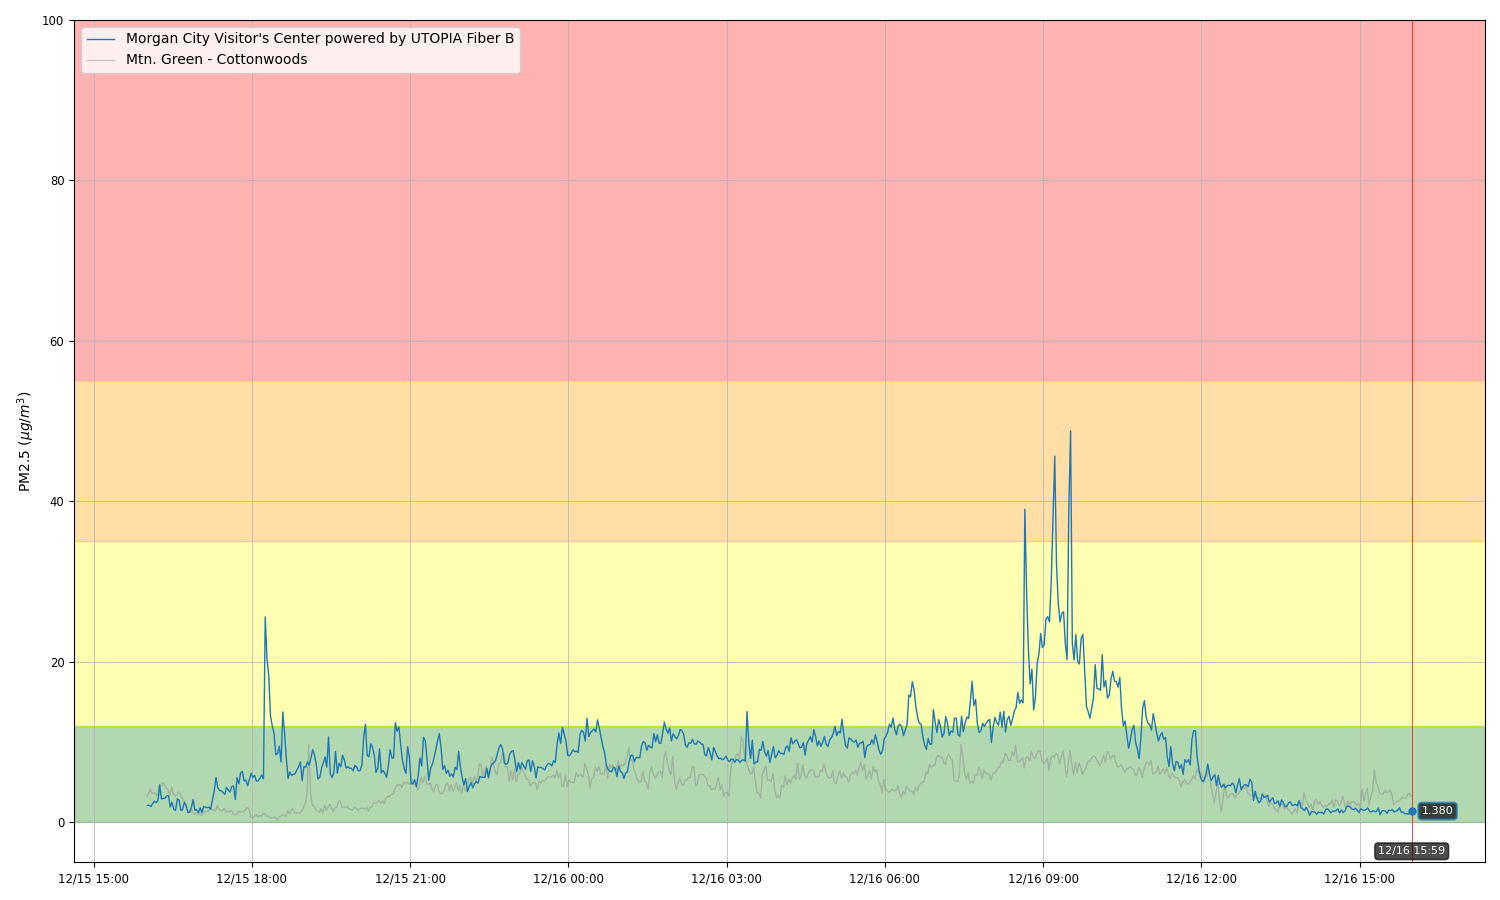 100
Morgan City Visitor's Center powered by UTOPIA Fiber B
Mtn. Green - Cottonwoods
80
60
40
20
0
PM2.5 (μg/m³)
1.380
12/16 15:59
12/15 15:00 12/15 18:00 12/15 21:00 12/16 00:00 12/16 03:00 12/16 06:00 12/16 09:00 12/16 12:00 12/16 15:00